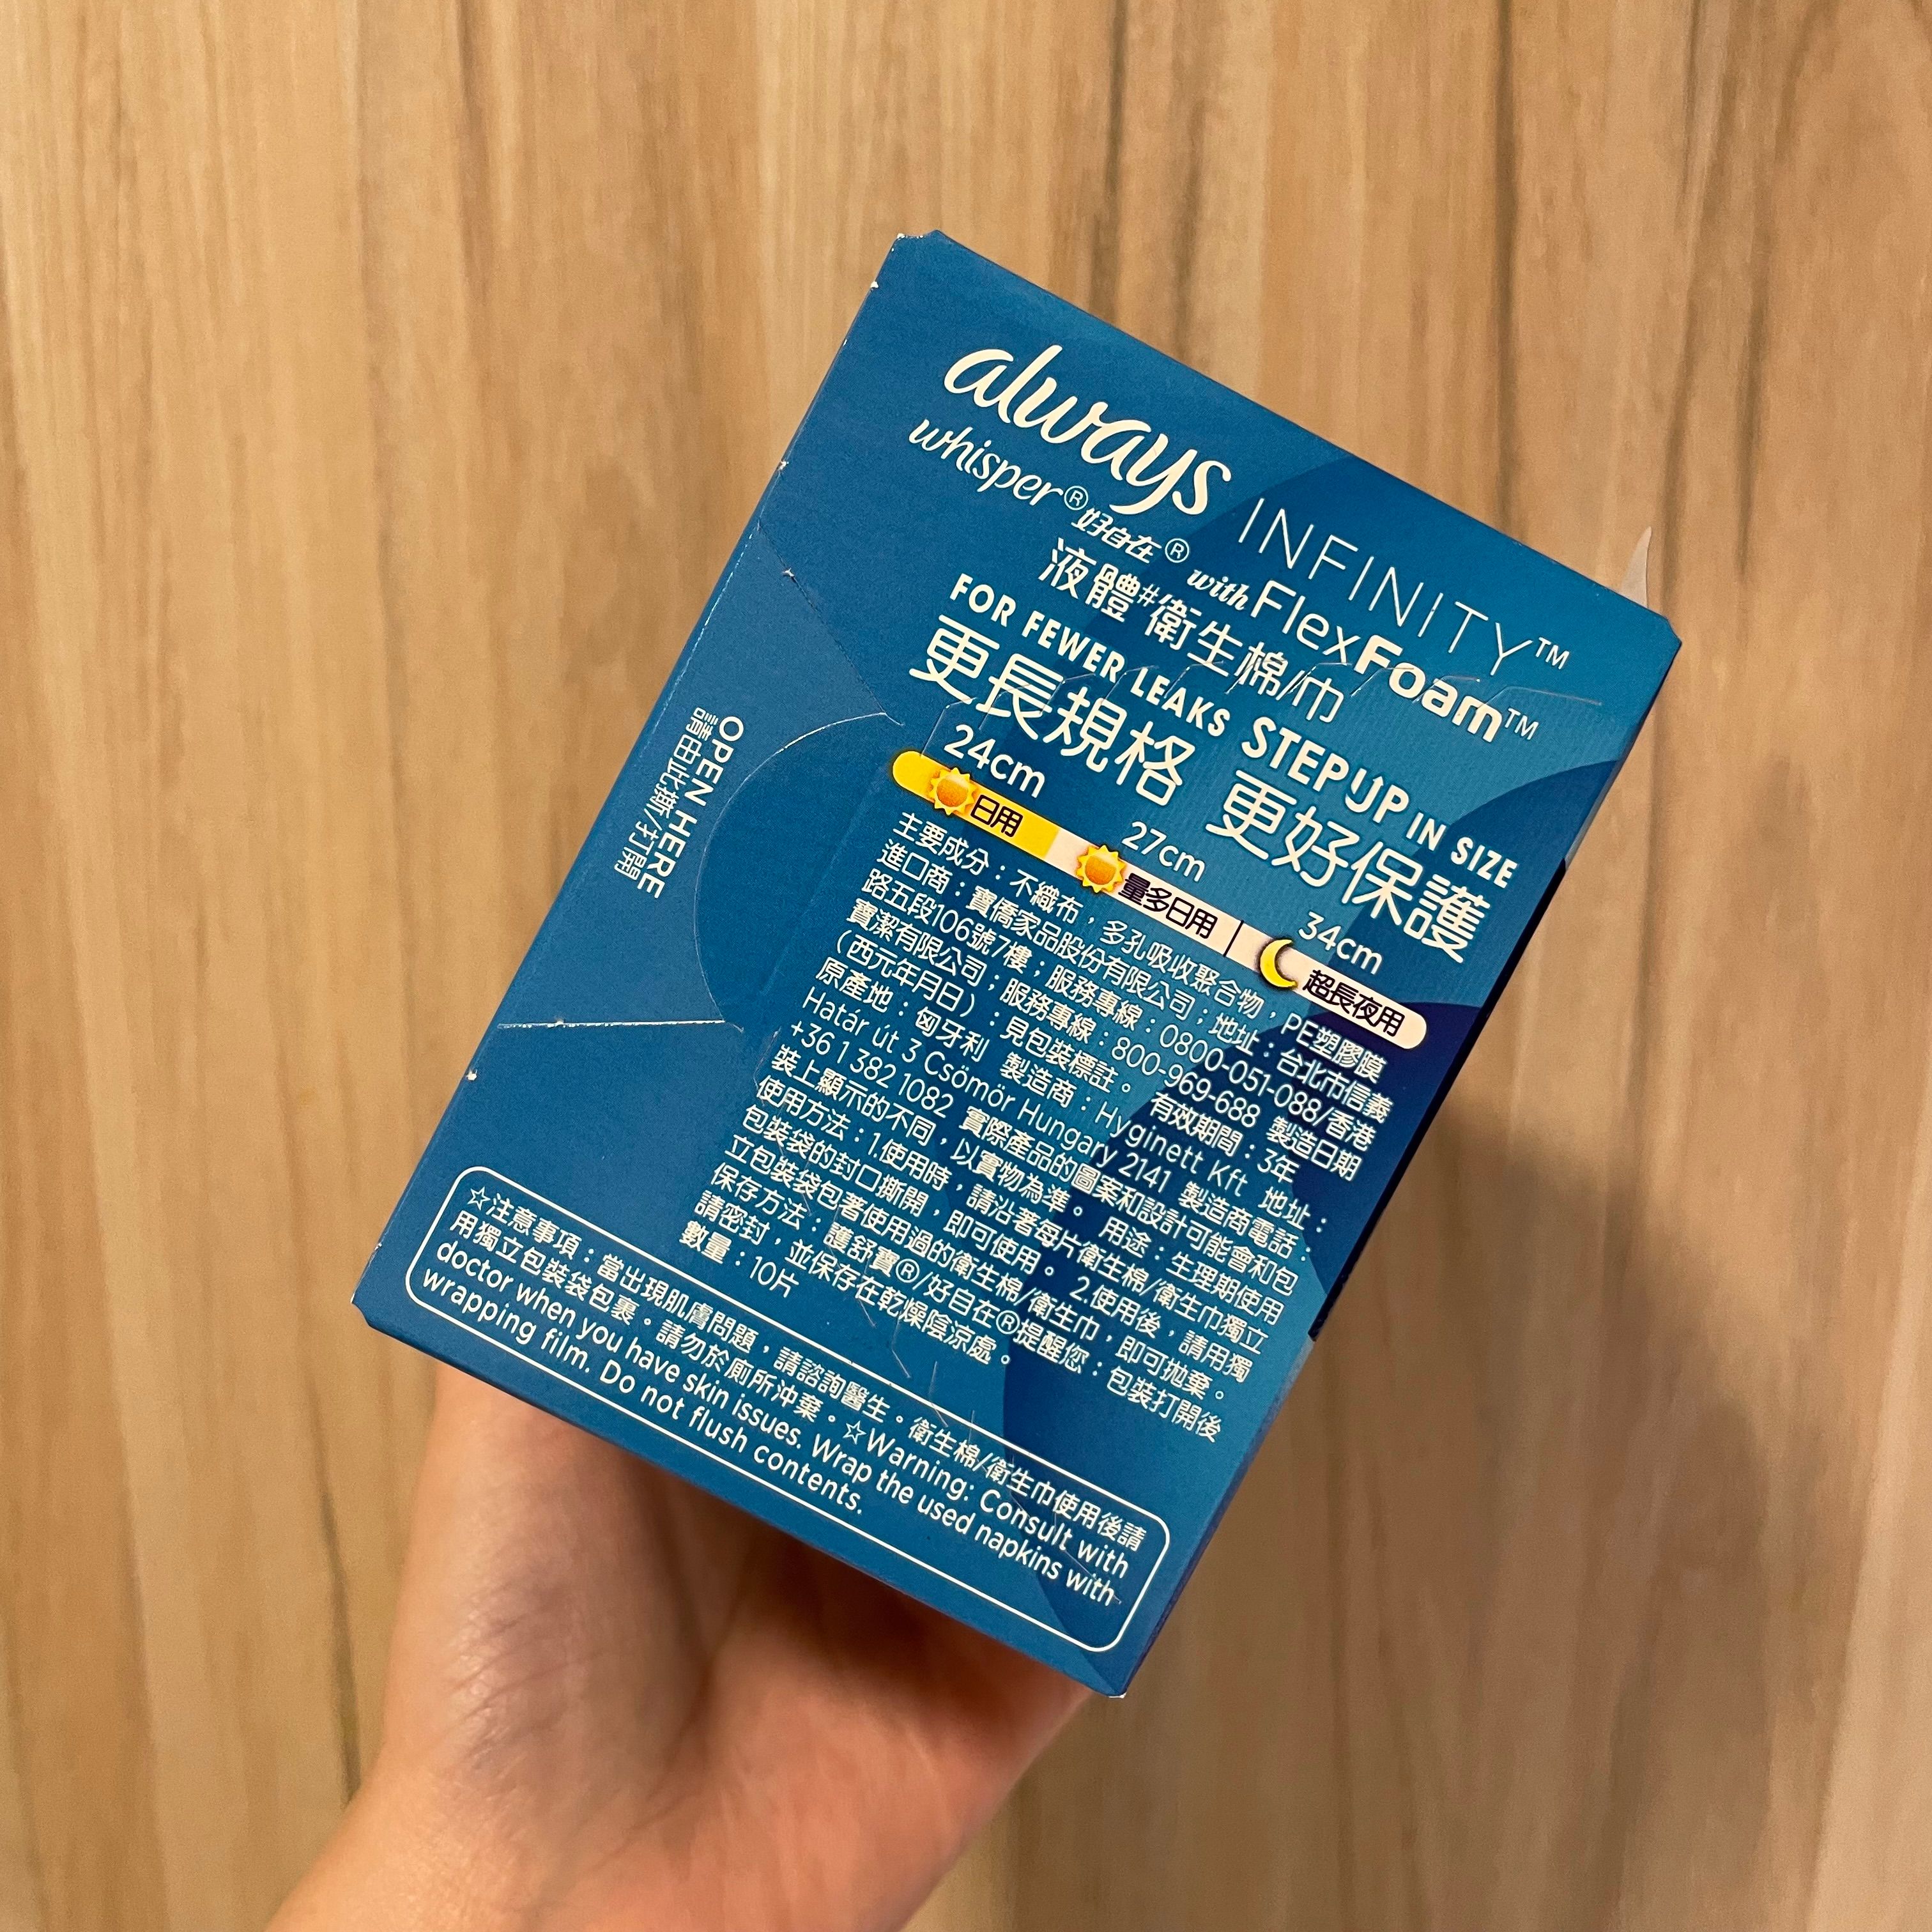 always INFINITY™
whisper®好自在® with FlexFoam™
液體#衛生棉/巾
FOR FEWER LEAKS STEP UP IN SIZE
更長規格 更好保護
24cm 27cm 34cm
日用 量多日用 | 超長夜用
主要成分：不織布，多孔吸收聚合物，PE塑膠膜
進口商：寶僑家品股份有限公司；地址：台北市信義
路五段106號7樓；服務專線：0800-051-088/香港
寶潔有限公司；服務專線：800-969-688 製造日期
（西元年月日）：見包裝標註。 有效期間：3年
原產地：匈牙利 製造商：Hyginett Kft 地址：
Határ út 3 Csömör Hungary 2141 製造商電話：
+36 1 382 1082 實際產品的圖案和設計可能會和包
裝上顯示的不同，以實物為準。 用途：生理期使用
使用方法：1.使用時，請沿著每片衛生棉/衛生巾獨立
包裝袋的封口撕開，即可使用。 2.使用後，請用獨
立包裝袋包著使用過的衛生棉/衛生巾，即可拋棄。
保存方法：護舒寶®/好自在®提醒您：包裝打開後
請密封，並保存在乾燥陰涼處。
數量：10片
OPEN HERE
請由此撕/打開
☆注意事項：當出現肌膚問題，請諮詢醫生。衛生棉/衛生巾使用後請
用獨立包裝袋包裹。請勿於廁所沖棄。☆Warning: Consult with
doctor when you have skin issues. Wrap the used napkins with
wrapping film. Do not flush contents.